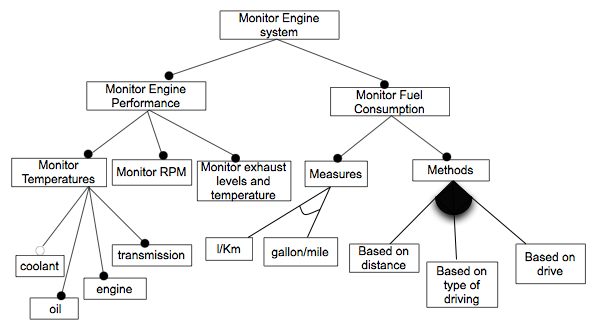 Monitor Engine
system
Monitor Engine
Performance
Monitor Fuel
Consumption
Monitor
Temperatures
Monitor RPM
Monitor exhaust
levels and
temperature
Measures
Methods
coolant
oil
engine
transmission
l/Km
gallon/mile
Based on
distance
Based on
type of
driving
Based on
drive